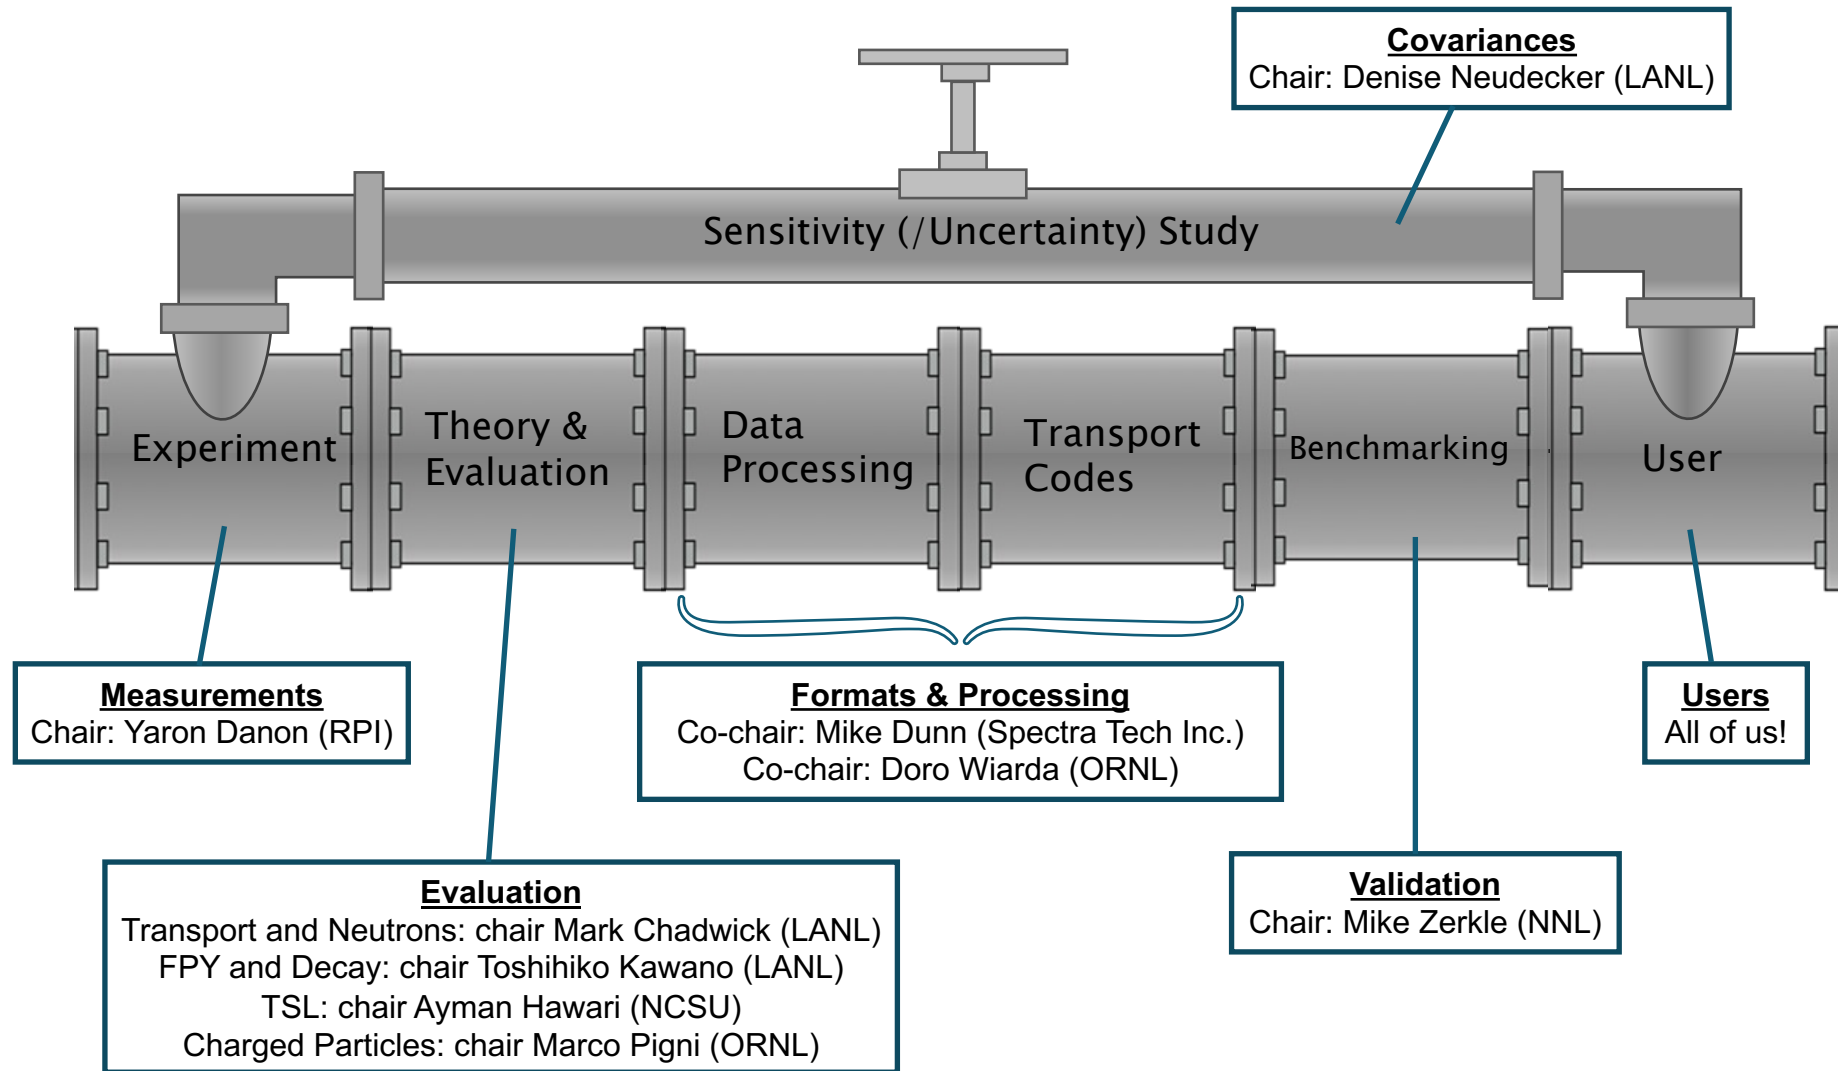 Covariances
Chair: Denise Neudecker (LANL)
Sensitivity (/Uncertainty) Study
Experiment
Theory &
Evaluation
Data
Processing
Transport
Codes
Benchmarking
User
Measurements
Chair: Yaron Danon (RPI)
Formats & Processing
Co-chair: Mike Dunn (Spectra Tech Inc.)
Co-chair: Doro Wiarda (ORNL)
Users
All of us!
Evaluation
Transport and Neutrons: chair Mark Chadwick (LANL)
FPY and Decay: chair Toshihiko Kawano (LANL)
TSL: chair Ayman Hawari (NCSU)
Charged Particles: chair Marco Pigni (ORNL)
Validation
Chair: Mike Zerkle (NNL)